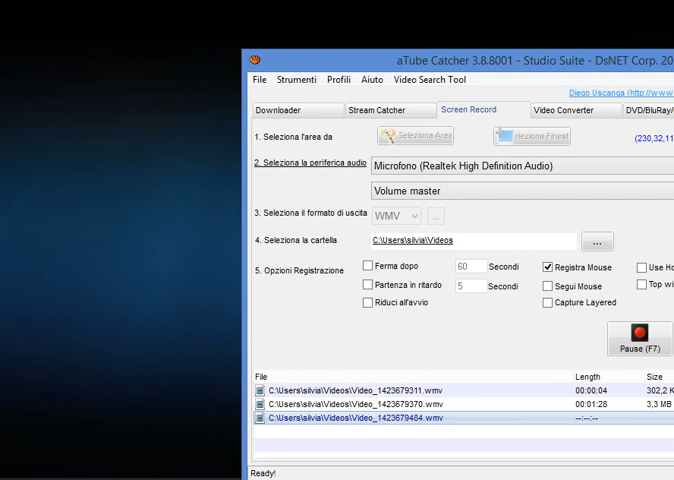 aTube Catcher 3.8.8001 - Studio Suite - DsNET Corp. 20
File Strumenti Profili Aiuto Video Search Tool
Diego Uscanga (http://www
Downloader Stream Catcher Screen Record Video Converter DVD/BluRay/
1. Seleziona l'area da Seleziona Area Seleziona Finest (230,32,11
2. Seleziona la periferica audio Microfono (Realtek High Definition Audio)
Volume master
3. Seleziona il formato di uscita WMV ...
4. Seleziona la cartella C:\Users\silvia\Videos ...
5. Opzioni Registrazione Ferma dopo 60 Secondi Registra Mouse Use Ho
Partenza in ritardo 5 Secondi Segui Mouse Top wi
Riduci all'avvio Capture Layered
Pause (F7)
File Length Size
C:\Users\silvia\Videos\Video_1423679311.wmv 00:00:04 302,2 K
C:\Users\silvia\Videos\Video_1423679370.wmv 00:01:28 3,3 MB
C:\Users\silvia\Videos\Video_1423679484.wmv --:--:--
Ready!